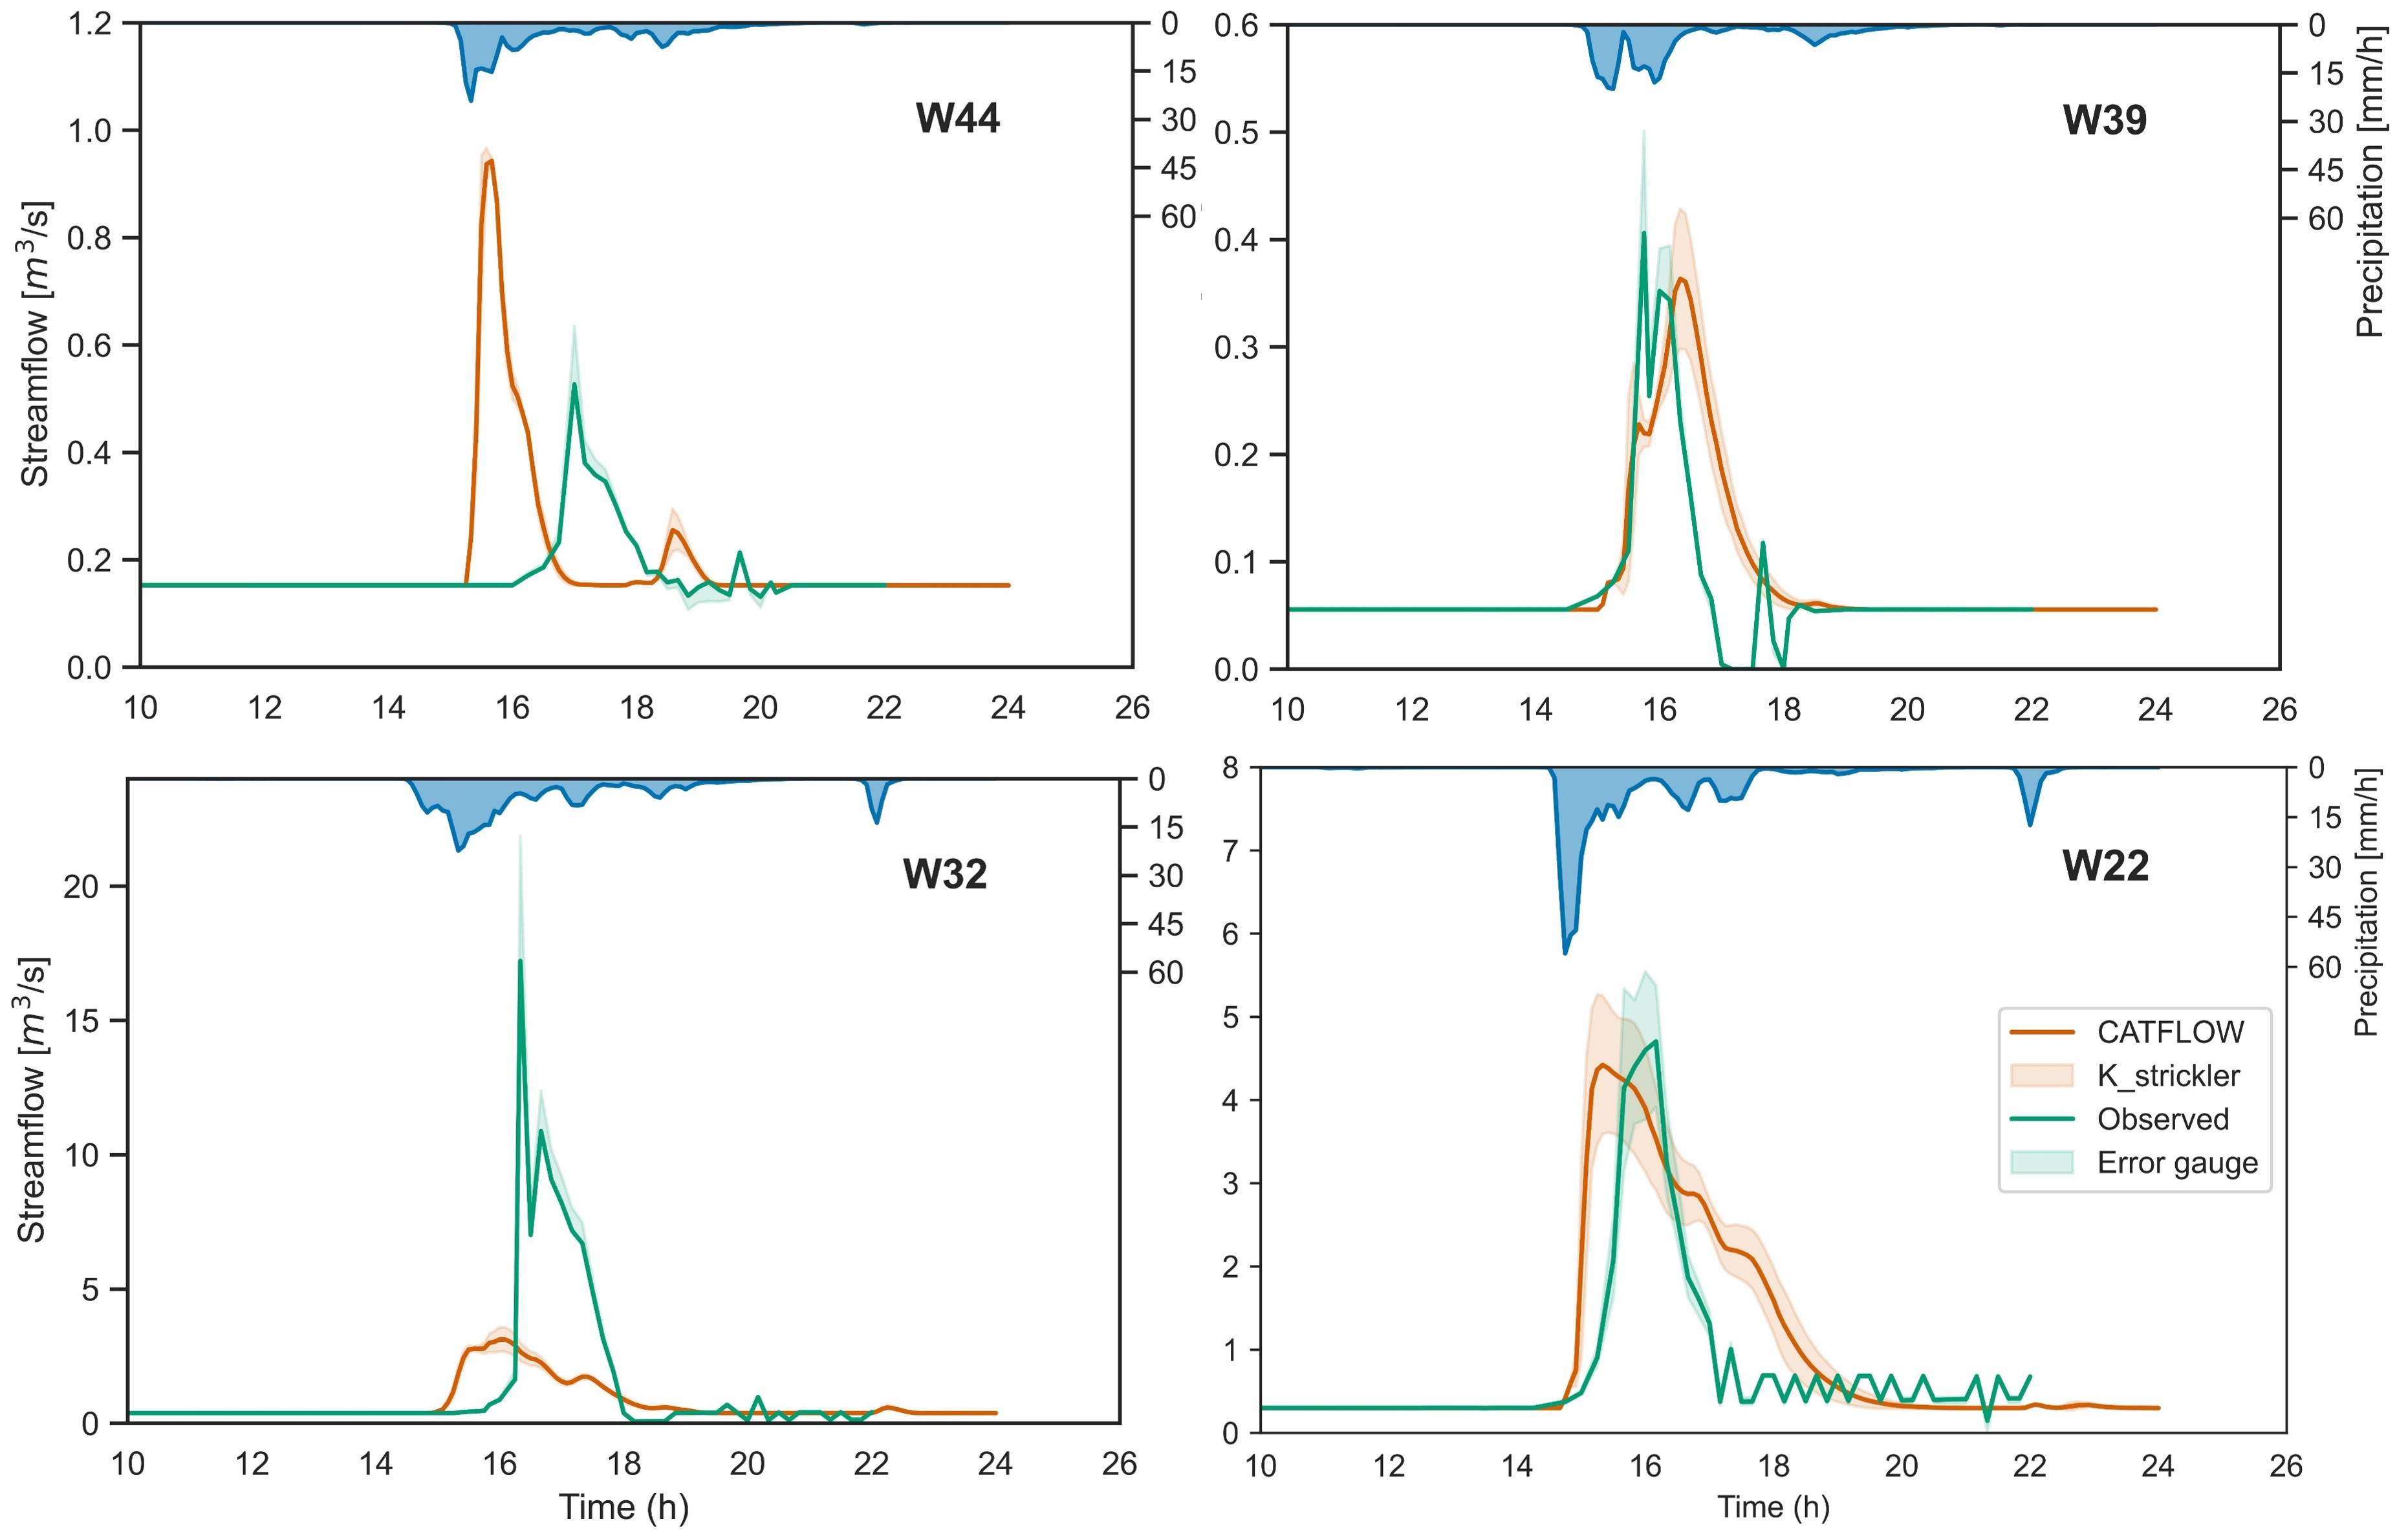 W44
Streamflow [m³/s]
1.2
1.0
0.8
0.6
0.4
0.2
0.0
0
15
30
45
60
10 12 14 16 18 20 22 24 26
W39
0.6
0.5
0.4
0.3
0.2
0.1
0.0
0
15
30
45
60
Precipitation [mm/h]
10 12 14 16 18 20 22 24 26
W32
Streamflow [m³/s]
20
15
10
5
0
0
15
30
45
60
10 12 14 16 18 20 22 24 26
Time (h)
W22
8
7
6
5
4
3
2
1
0
0
15
30
45
60
Precipitation [mm/h]
CATFLOW
K_strickler
Observed
Error gauge
10 12 14 16 18 20 22 24 26
Time (h)